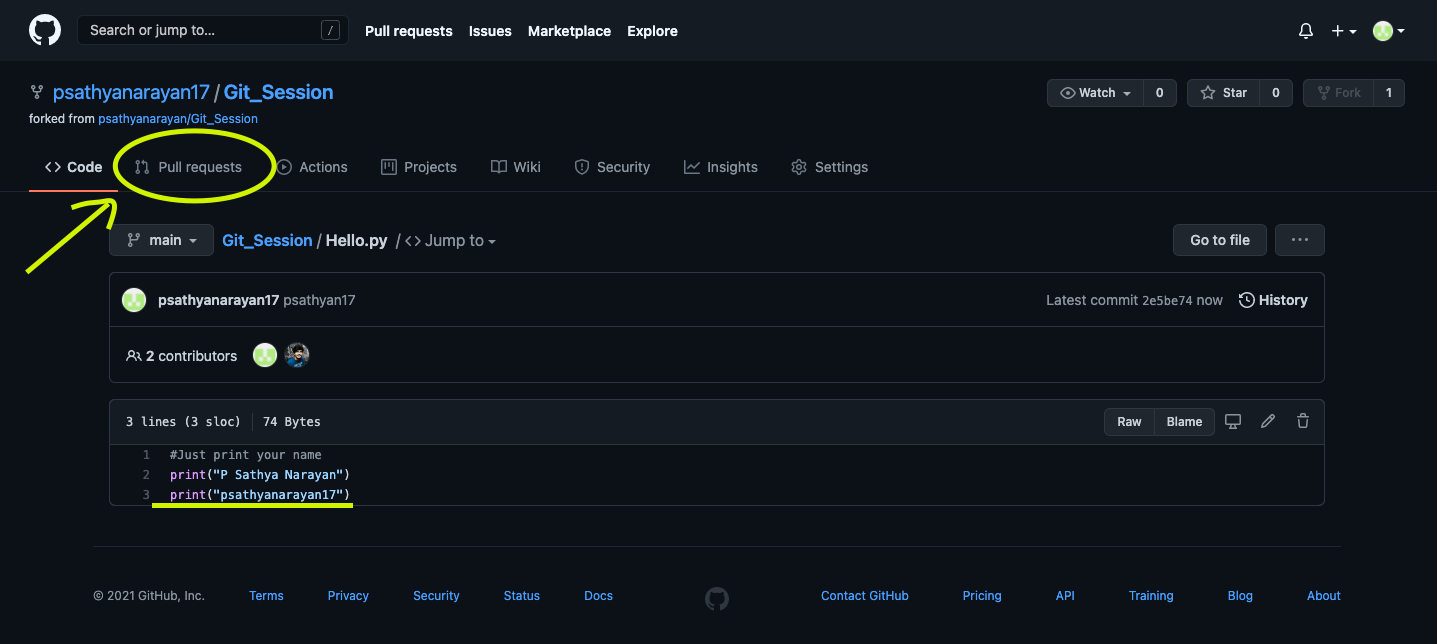 Search or jump to... / Pull requests Issues Marketplace Explore
psathyanarayan17 / Git_Session Watch 0 Star 0 Fork 1
forked from psathyanarayan/Git_Session
<> Code Pull requests Actions Projects Wiki Security Insights Settings
main Git_Session / Hello.py / <> Jump to Go to file ...
psathyanarayan17 psathyan17 Latest commit 2e5be74 now History
2 contributors
3 lines (3 sloc) 74 Bytes Raw Blame
1 #Just print your name
2 print("P Sathya Narayan")
3 print("psathyanarayan17")
© 2021 GitHub, Inc. Terms Privacy Security Status Docs Contact GitHub Pricing API Training Blog About